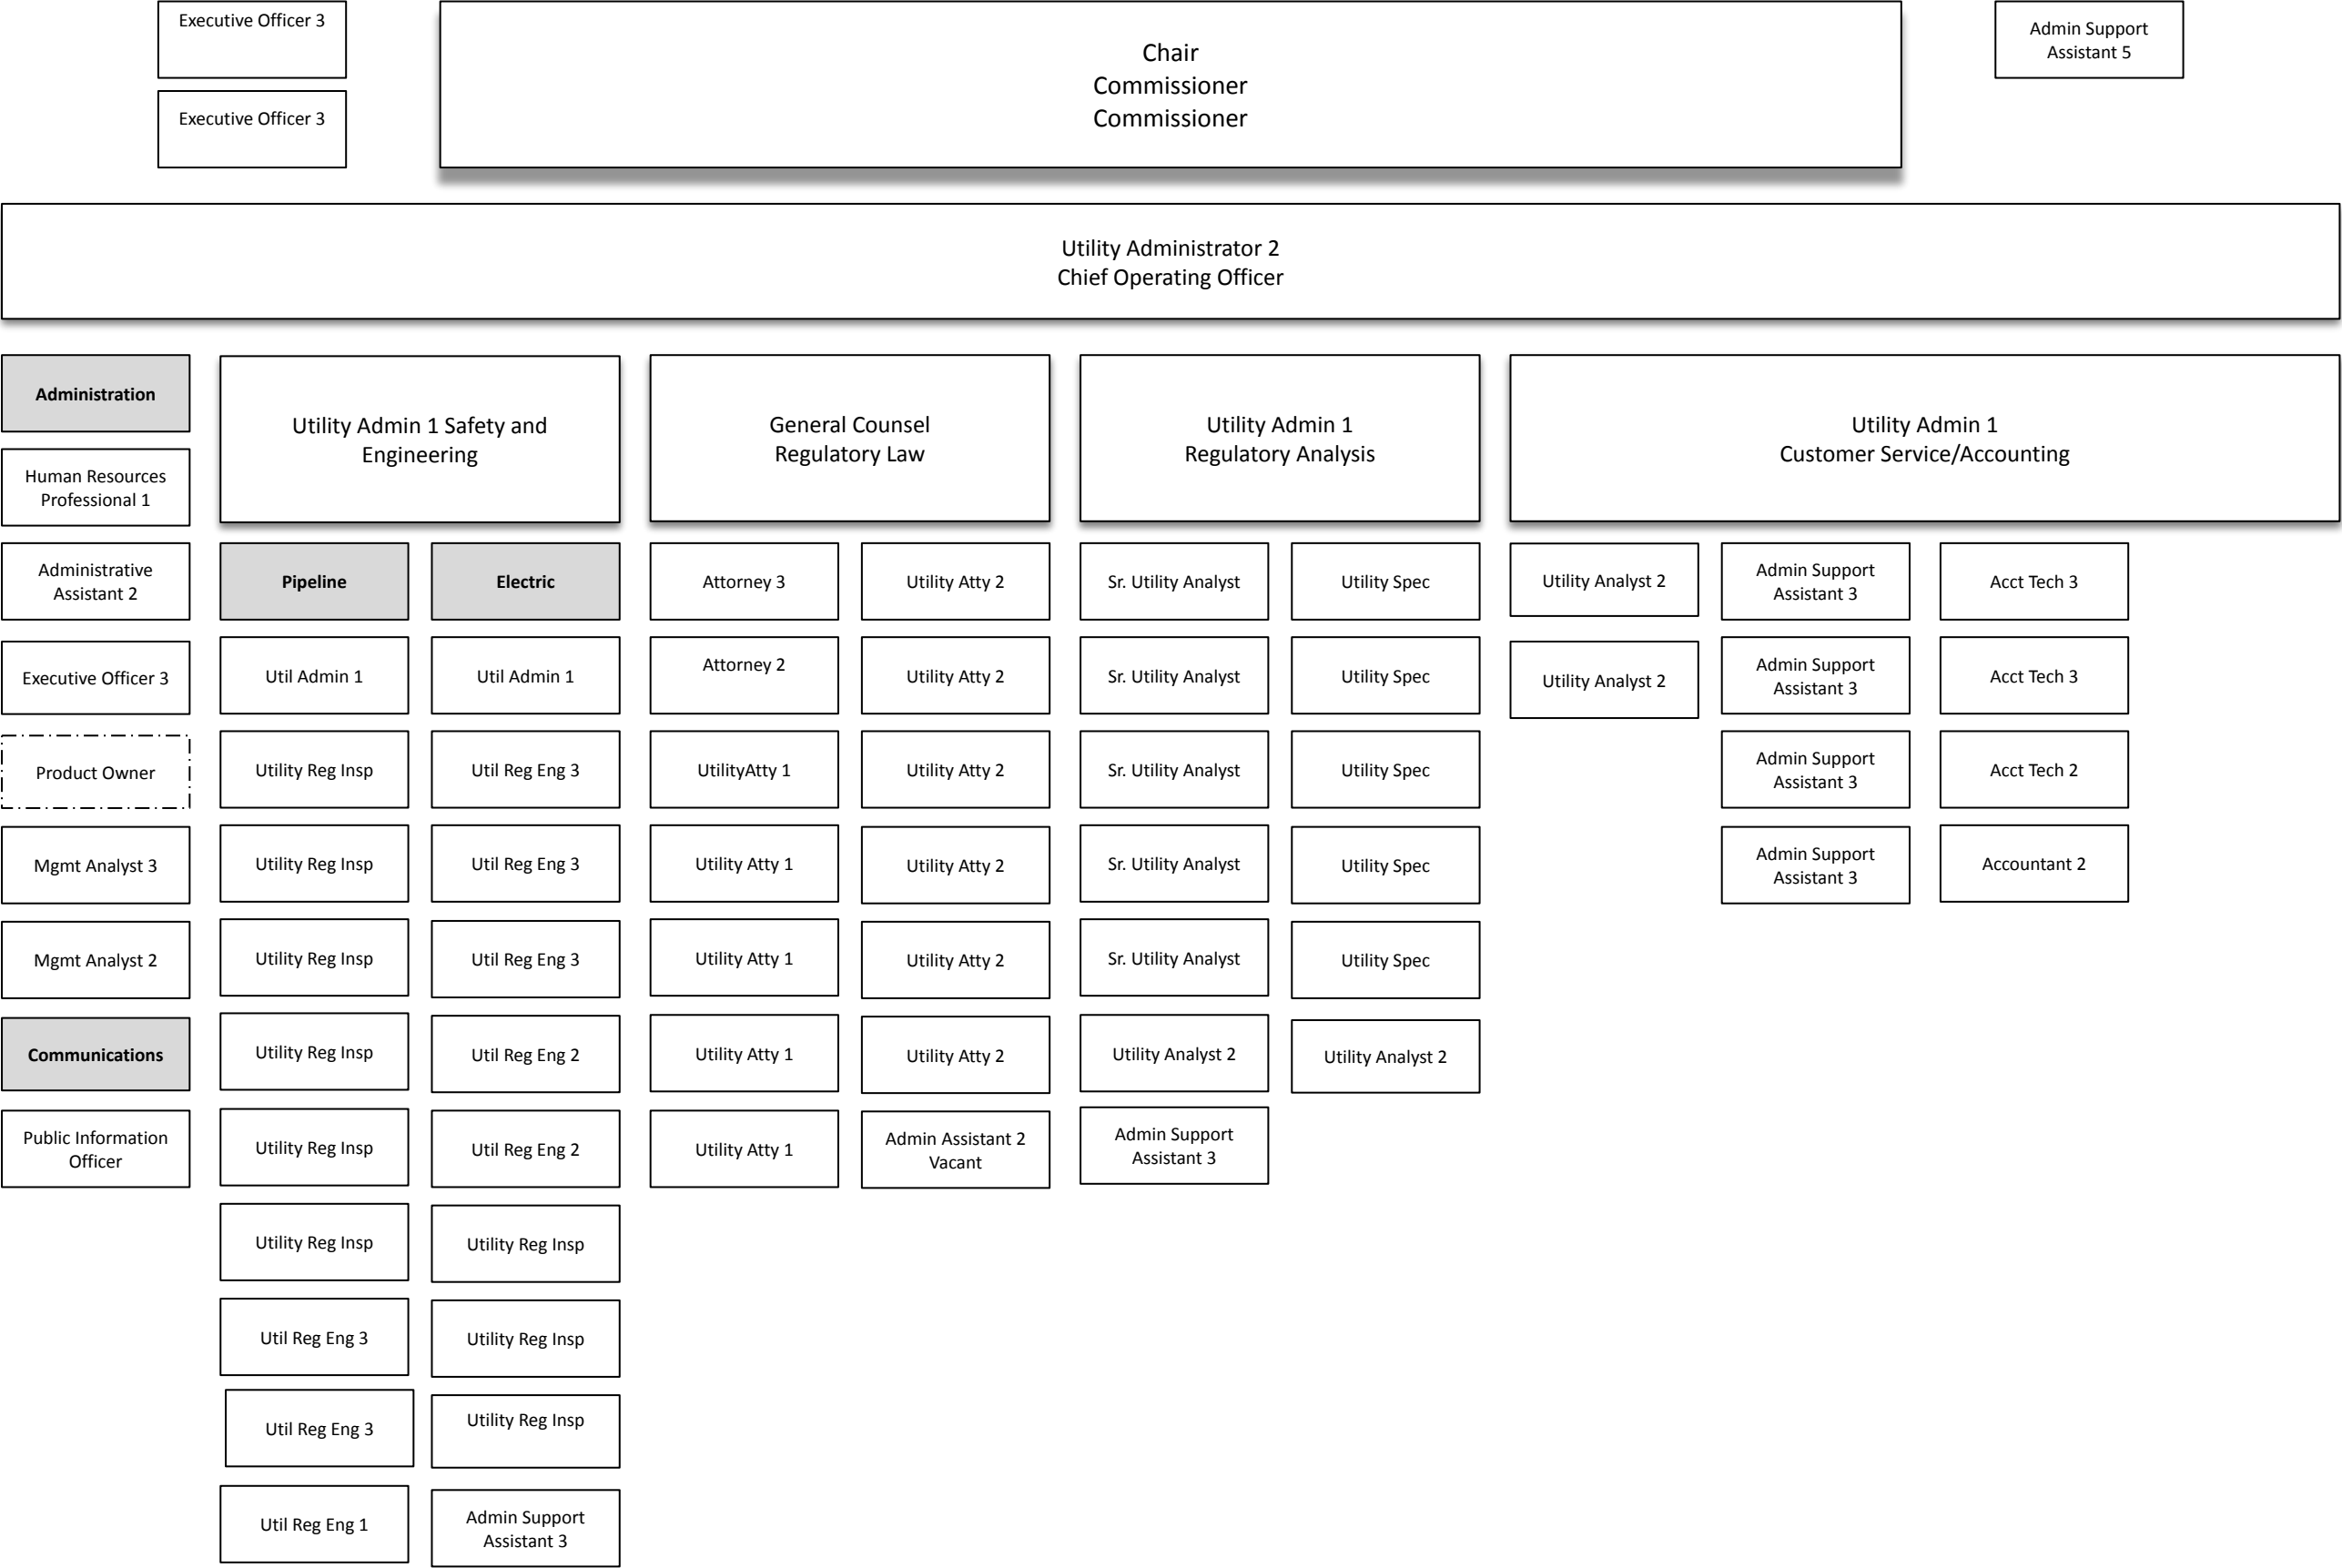 Executive Officer 3
Executive Officer 3
Chair
Commissioner
Commissioner
Admin Support
Assistant 5
Utility Administrator 2
Chief Operating Officer
Administration
Human Resources
Professional 1
Administrative
Assistant 2
Executive Officer 3
Product Owner
Mgmt Analyst 3
Mgmt Analyst 2
Communications
Public Information
Officer
Utility Admin 1 Safety and
Engineering
Pipeline
Util Admin 1
Utility Reg Insp
Utility Reg Insp
Utility Reg Insp
Utility Reg Insp
Utility Reg Insp
Utility Reg Insp
Util Reg Eng 3
Util Reg Eng 3
Util Reg Eng 1
Electric
Util Admin 1
Util Reg Eng 3
Util Reg Eng 3
Util Reg Eng 3
Util Reg Eng 2
Util Reg Eng 2
Utility Reg Insp
Utility Reg Insp
Utility Reg Insp
Admin Support
Assistant 3
General Counsel
Regulatory Law
Attorney 3
Attorney 2
UtilityAtty 1
Utility Atty 1
Utility Atty 1
Utility Atty 1
Utility Atty 1
Utility Atty 2
Utility Atty 2
Utility Atty 2
Utility Atty 2
Utility Atty 2
Utility Atty 2
Admin Assistant 2
Vacant
Utility Admin 1
Regulatory Analysis
Sr. Utility Analyst
Sr. Utility Analyst
Sr. Utility Analyst
Sr. Utility Analyst
Sr. Utility Analyst
Utility Analyst 2
Admin Support
Assistant 3
Utility Spec
Utility Spec
Utility Spec
Utility Spec
Utility Spec
Utility Analyst 2
Utility Admin 1
Customer Service/Accounting
Utility Analyst 2
Utility Analyst 2
Admin Support
Assistant 3
Admin Support
Assistant 3
Admin Support
Assistant 3
Admin Support
Assistant 3
Acct Tech 3
Acct Tech 3
Acct Tech 2
Accountant 2